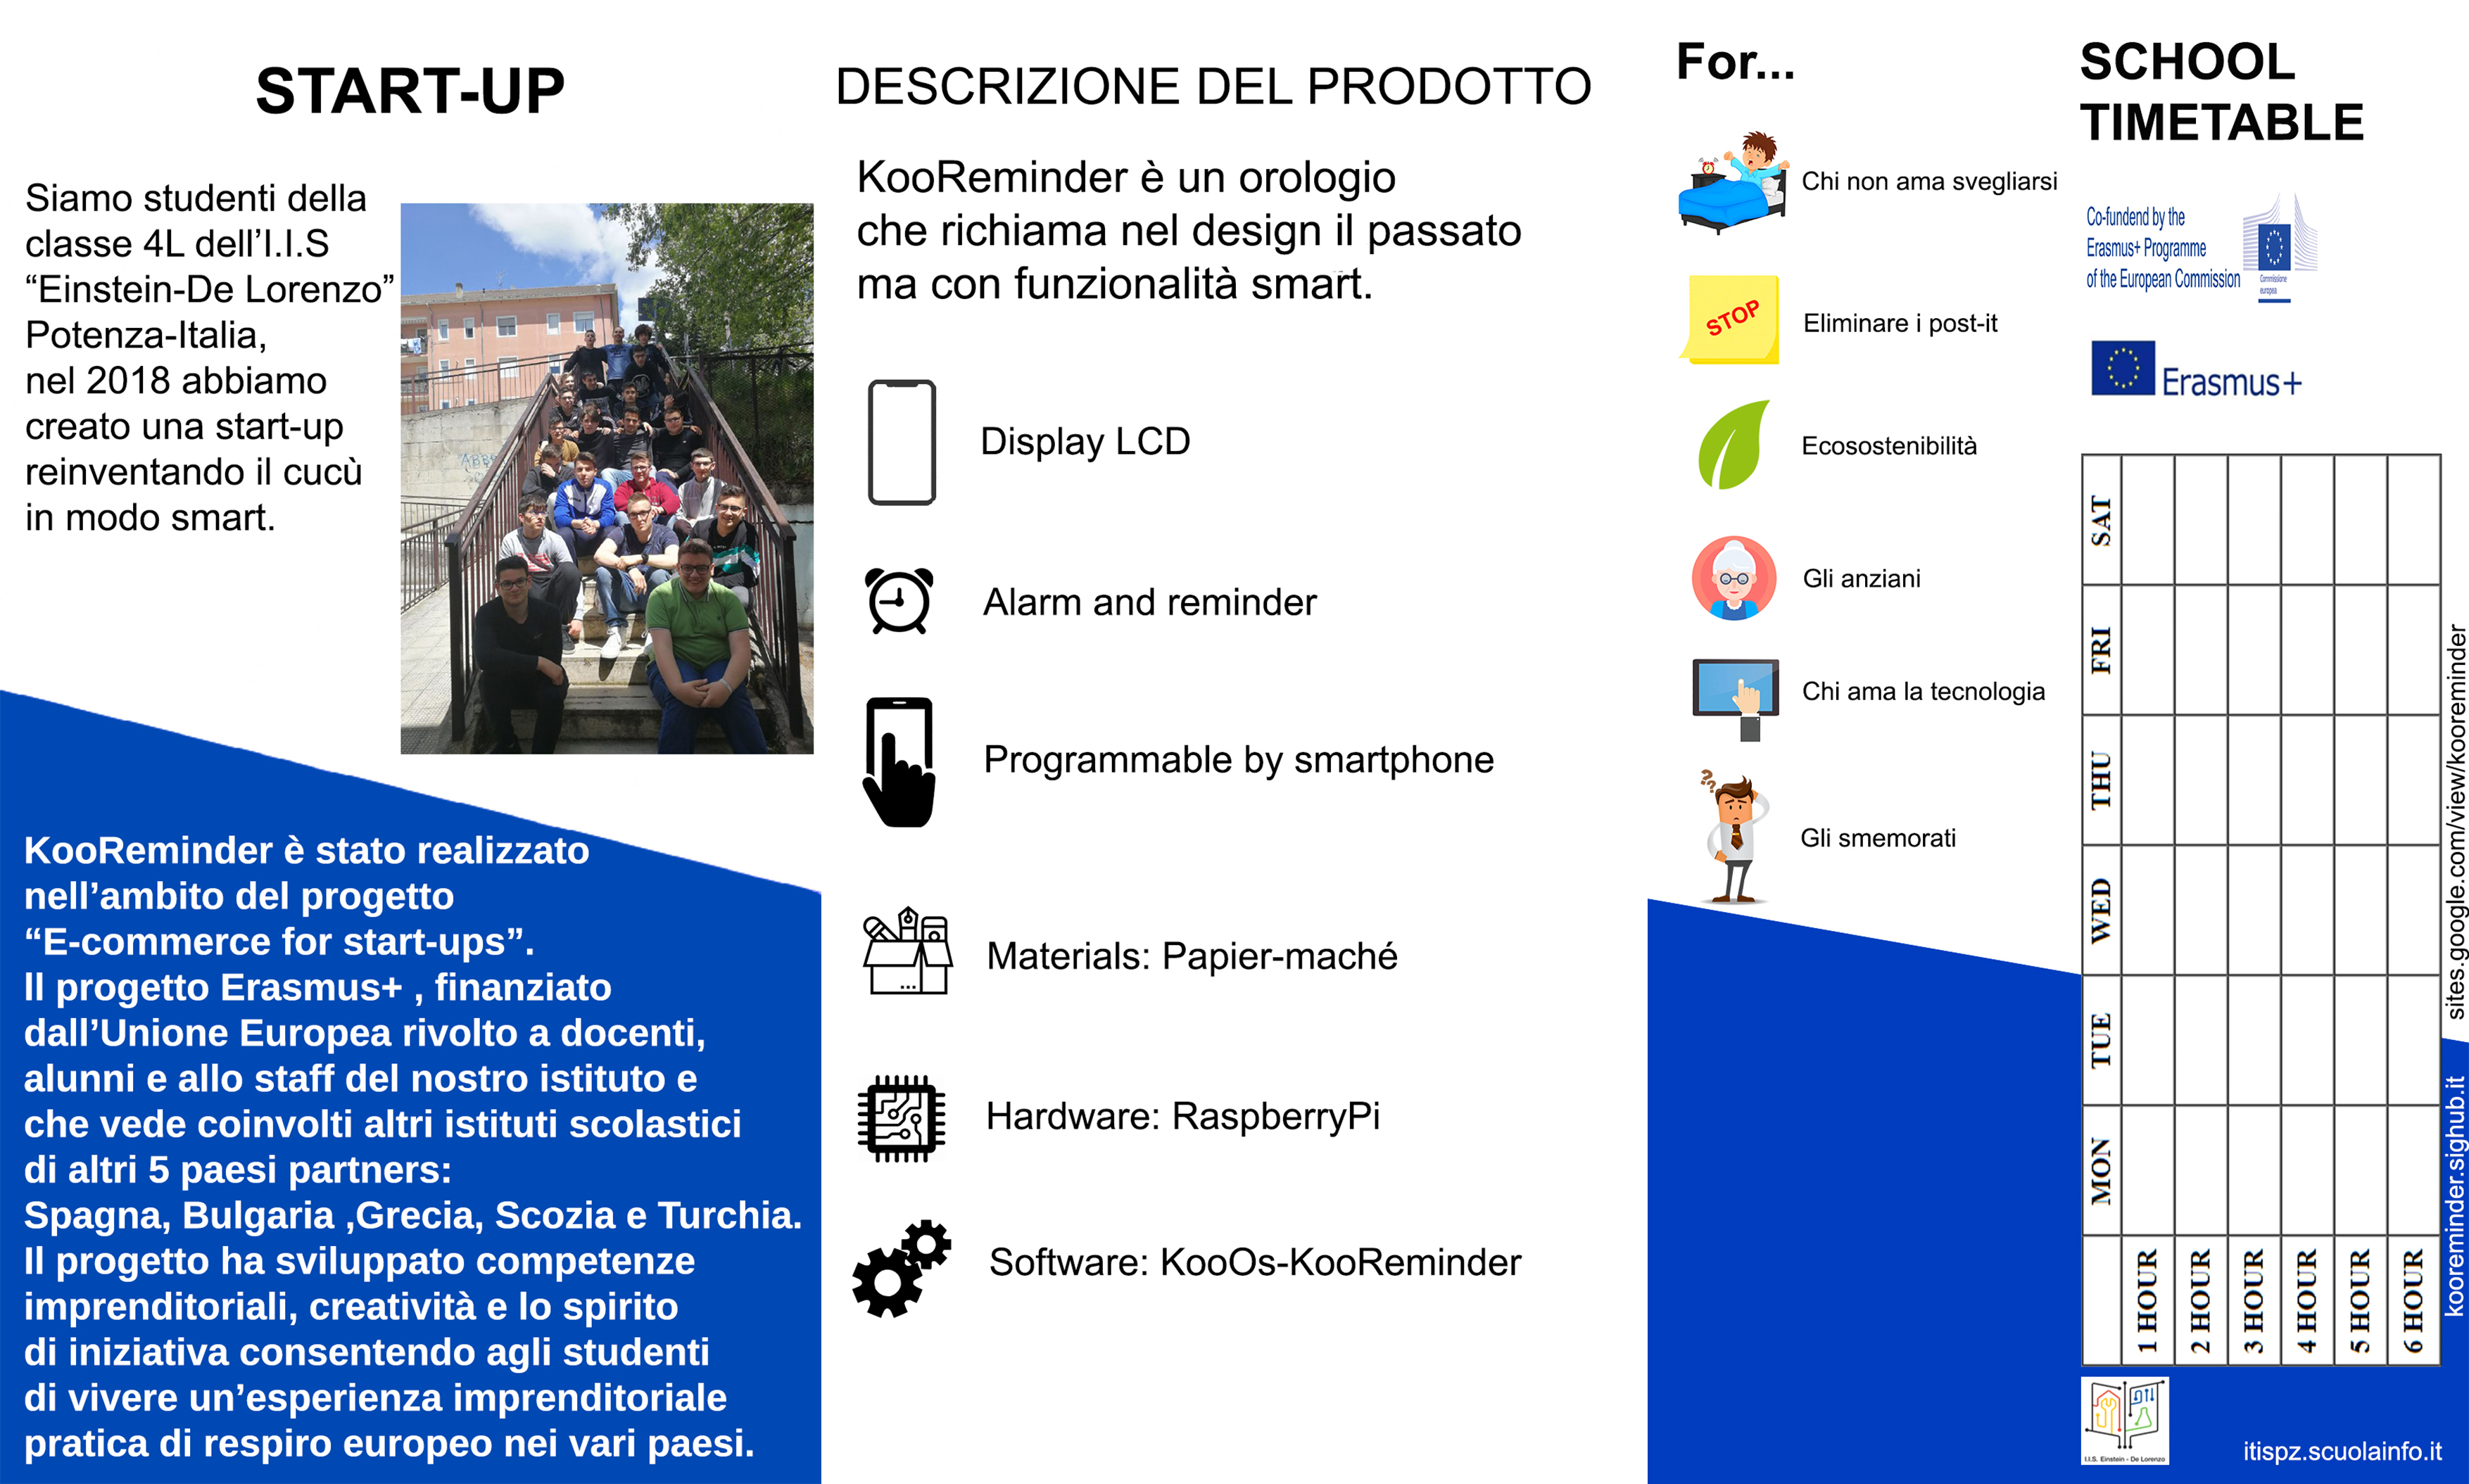 START-UP
Siamo studenti della
classe 4L dell’I.I.S
“Einstein-De Lorenzo”
Potenza-Italia,
nel 2018 abbiamo
creato una start-up
reinventando il cucù
in modo smart.
KooReminder è stato realizzato
nell’ambito del progetto
“E-commerce for start-ups”.
Il progetto Erasmus+ , finanziato
dall’Unione Europea rivolto a docenti,
alunni e allo staff del nostro istituto e
che vede coinvolti altri istituti scolastici
di altri 5 paesi partners:
Spagna, Bulgaria ,Grecia, Scozia e Turchia.
Il progetto ha sviluppato competenze
imprenditoriali, creatività e lo spirito
di iniziativa consentendo agli studenti
di vivere un’esperienza imprenditoriale
pratica di respiro europeo nei vari paesi.
DESCRIZIONE DEL PRODOTTO
KooReminder è un orologio
che richiama nel design il passato
ma con funzionalità smart.
Display LCD
Alarm and reminder
Programmable by smartphone
Materials: Papier-maché
Hardware: RaspberryPi
Software: KooOs-KooReminder
For...
Chi non ama svegliarsi
STOP
Eliminare i post-it
Ecosostenibilità
Gli anziani
Chi ama la tecnologia
??
Gli smemorati
SCHOOL
TIMETABLE
Co-fundend by the
Erasmus+ Programme
of the European Commission
Commissione
europea
Erasmus+
SAT
FRI
THU
WED
TUE
MON
1 HOUR
2 HOUR
3 HOUR
4 HOUR
5 HOUR
6 HOUR
sites.google.com/view/kooreminder
kooreminder.sighub.it
I.I.S. Einstein - De Lorenzo
itispz.scuolainfo.it